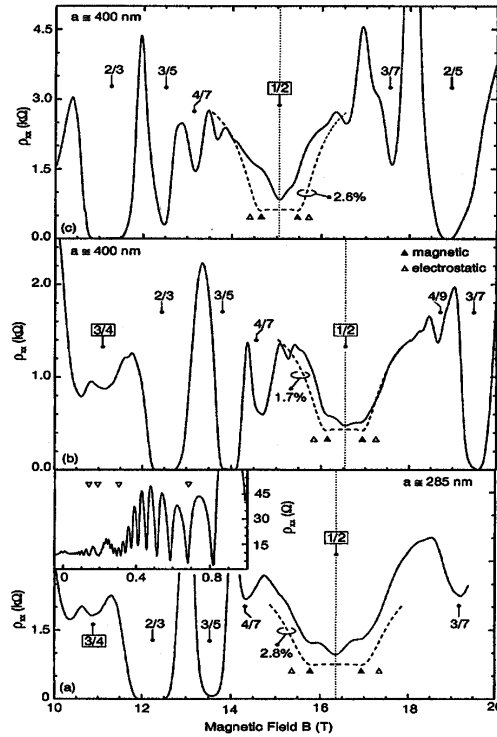 a ≅ 400 nm
4.5
3.0
1.5
0.0
ρxx (kΩ)
2/3
3/5
4/7
1/2
3/7
2/5
2.6%
(c)
a ≅ 400 nm
▲ magnetic
△ electrostatic
2.0
1.0
0.0
ρxx (kΩ)
3/4
2/3
3/5
4/7
1/2
4/9
3/7
1.7%
(b)
a ≅ 285 nm
45
30
15
ρxx (Ω)
0
0.4
0.8
1.5
0
ρxx (kΩ)
3/4
2/3
3/5
4/7
1/2
3/7
2.8%
(a)
10 12 14 16 18 20
Magnetic Field B (T)